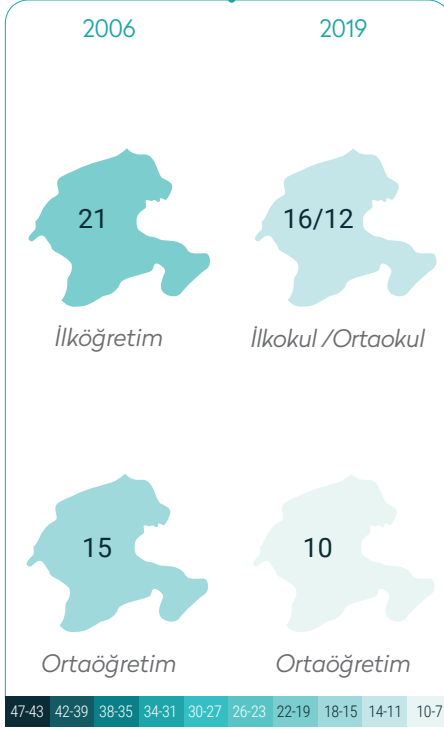 2006 2019
21 16/12
İlköğretim İlkokul /Ortaokul
15 10
Ortaöğretim Ortaöğretim
47-43 42-39 38-35 34-31 30-27 26-23 22-19 18-15 14-11 10-7